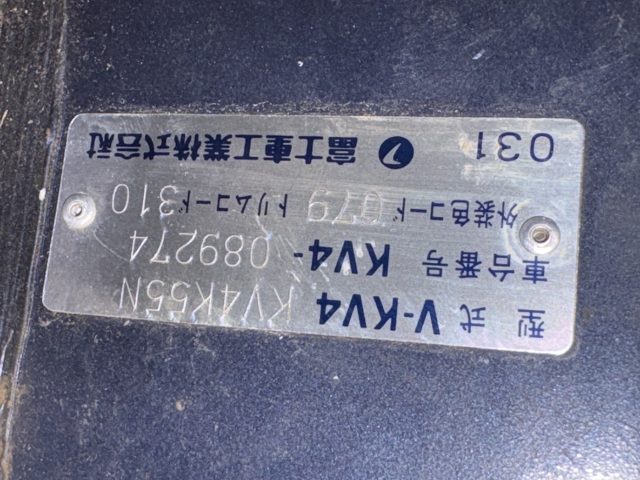 型式 V-KV4 KV4K55N
車台番号 KV4-089274
外装色コード 079 トリムコード 310
031 富士重工業株式会社